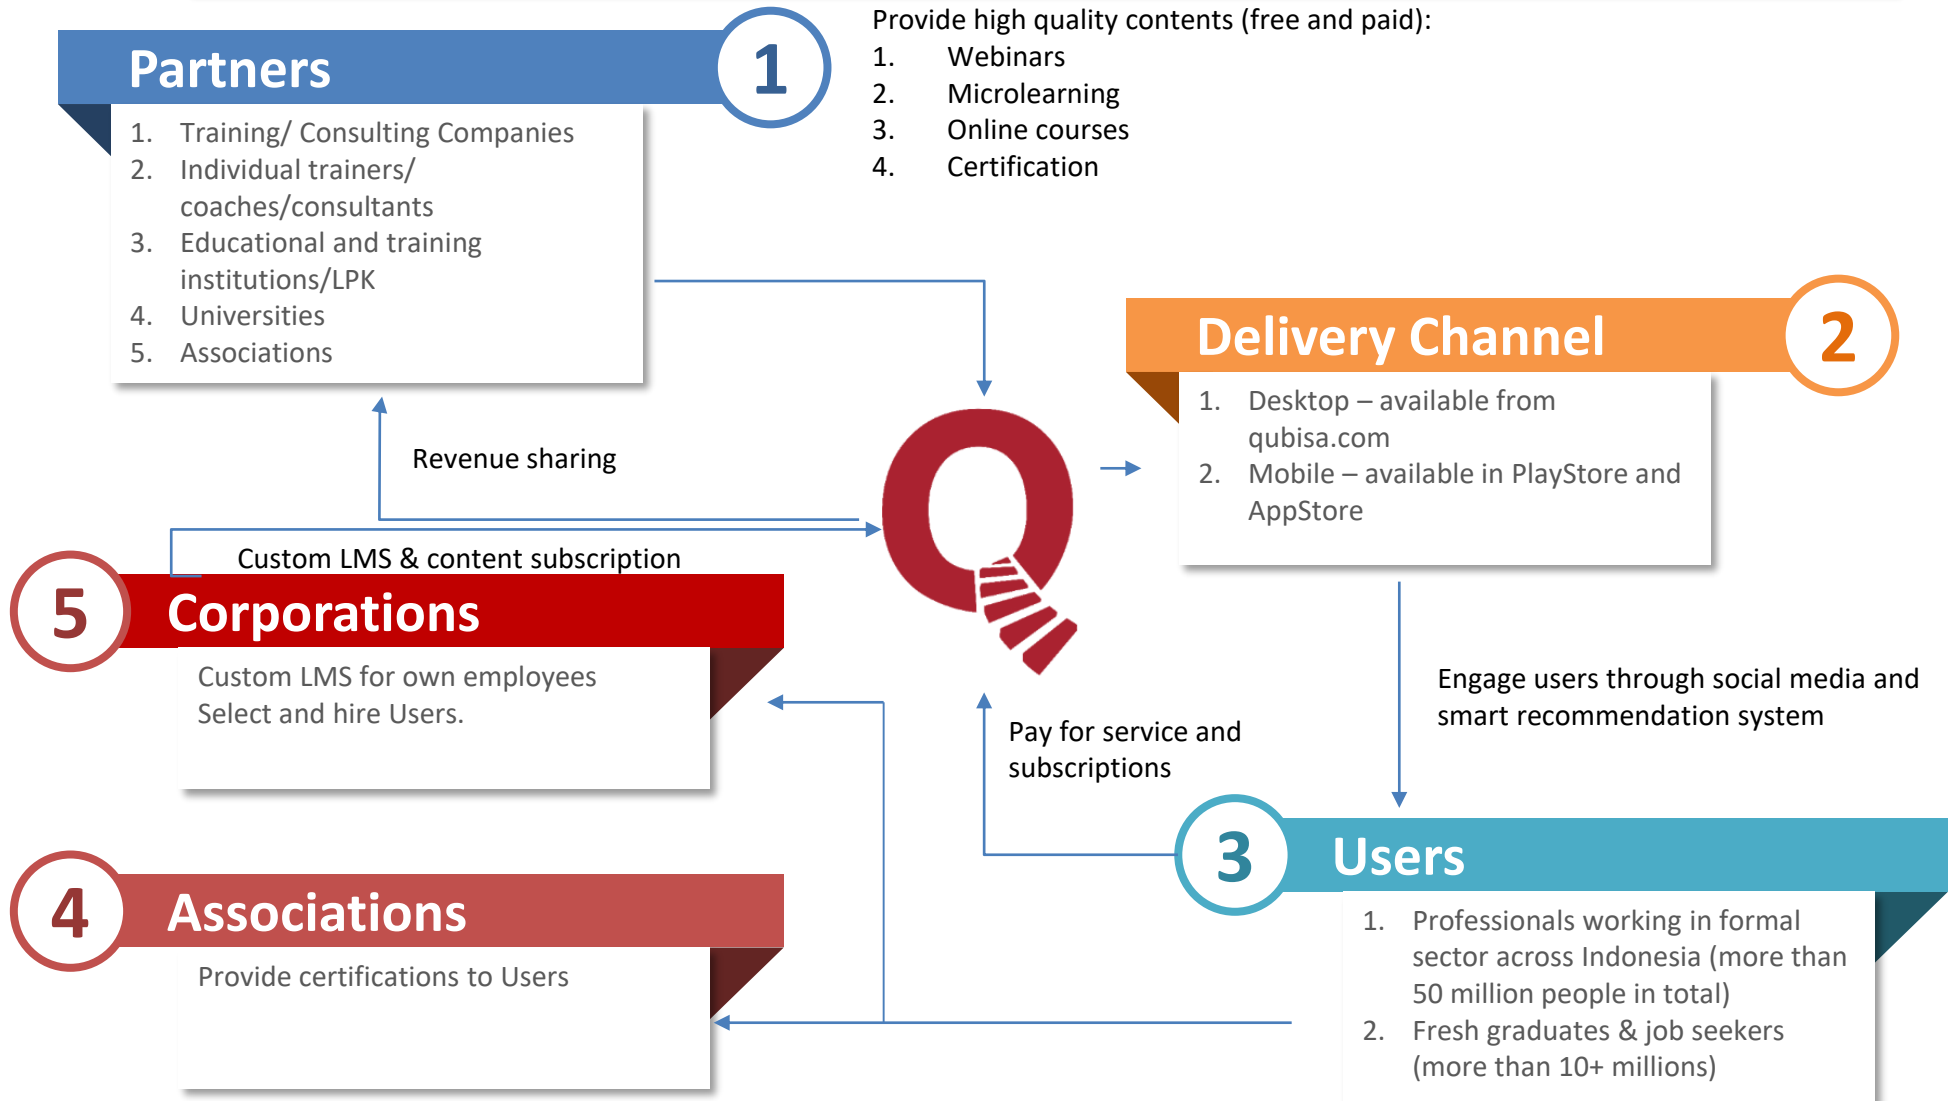 Partners
1
1. Training/ Consulting Companies
2. Individual trainers/
coaches/consultants
3. Educational and training
institutions/LPK
4. Universities
5. Associations
Provide high quality contents (free and paid):
1. Webinars
2. Microlearning
3. Online courses
4. Certification
Delivery Channel
2
1. Desktop – available from
qubisa.com
2. Mobile – available in PlayStore and
AppStore
Revenue sharing
Q
Custom LMS & content subscription
5
Corporations
Custom LMS for own employees
Select and hire Users.
Pay for service and
subscriptions
Engage users through social media and
smart recommendation system
3
Users
1. Professionals working in formal
sector across Indonesia (more than
50 million people in total)
2. Fresh graduates & job seekers
(more than 10+ millions)
4
Associations
Provide certifications to Users